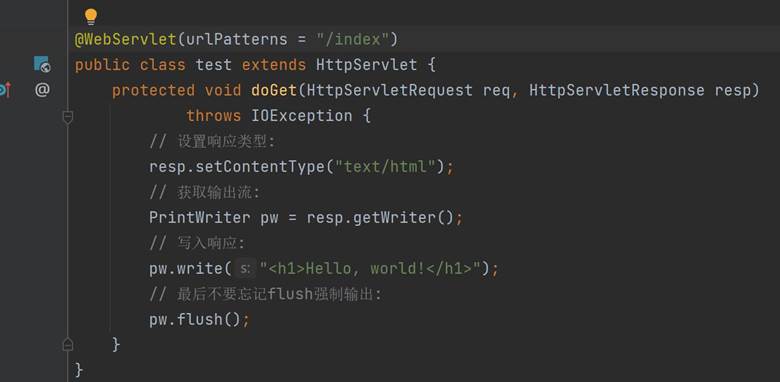 @WebServlet(urlPatterns = "/index")
public class test extends HttpServlet {
@
protected void doGet(HttpServletRequest req, HttpServletResponse resp)
throws IOException {
// 设置响应类型:
resp.setContentType("text/html");
// 获取输出流:
PrintWriter pw = resp.getWriter();
// 写入响应:
pw.write( s: "<h1>Hello, world!</h1>");
// 最后不要忘记flush强制输出:
pw.flush();
}
}